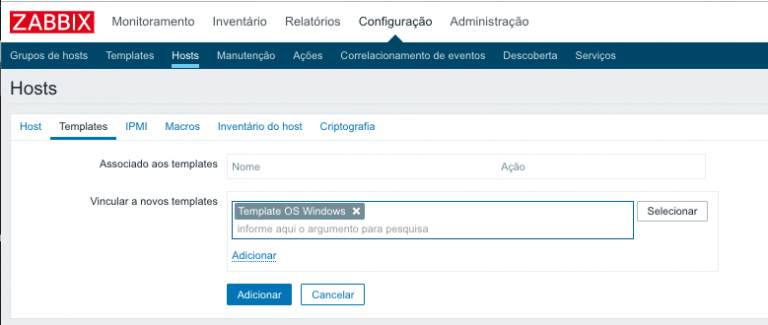 ZABBIX Monitoramento Inventário Relatórios Configuração Administração
Grupos de hosts Templates Hosts Manutenção Ações Correlacionamento de eventos Descoberta Serviços
Hosts
Host Templates IPMI Macros Inventário do host Criptografia
Associado aos templates Nome Ação
Vincular a novos templates Template OS Windows × Selecionar
informe aqui o argumento para pesquisa
Adicionar
Adicionar Cancelar